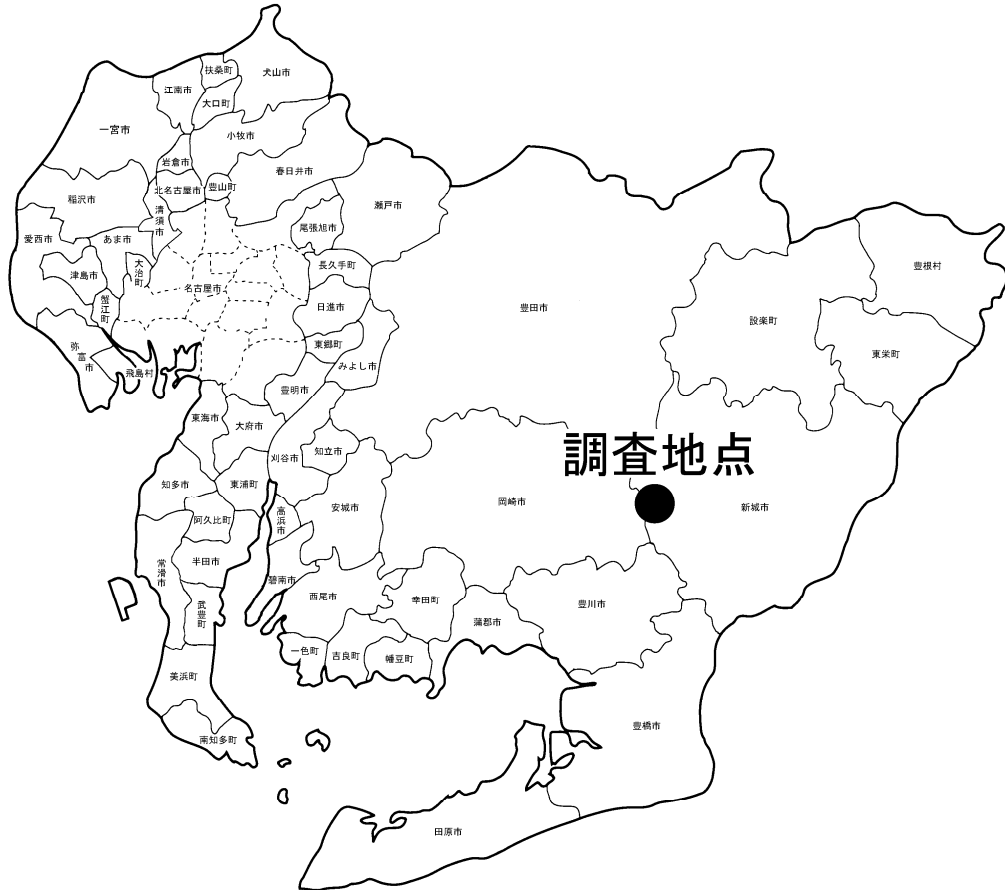 犬山市
扶桑町
江南市
大口町
一宮市
小牧市
岩倉市
春日井市
北名古屋市
豊山町
稲沢市
瀬戸市
清須市
尾張旭市
愛西市
あま市
大治町
津島市
長久手町
名古屋市
蟹江町
日進市
豊田市
豊根村
設楽町
東郷町
弥富市
飛島村
みよし市
東栄町
豊明市
東海市
大府市
調査地点
刈谷市
知立市
知多市
東浦町
岡崎市
安城市
新城市
高浜市
阿久比町
半田市
常滑市
碧南市
西尾市
幸田町
豊川市
武豊町
蒲郡市
一色町
吉良町
幡豆町
美浜町
豊橋市
南知多町
田原市